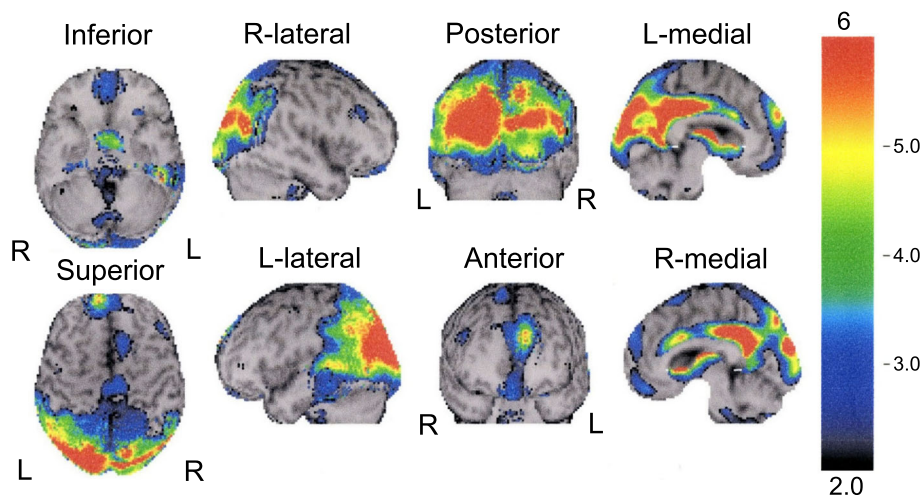 Inferior R-lateral Posterior L-medial 6
5.0
L R
R L
4.0
Superior L-lateral Anterior R-medial
3.0
R L
L R
2.0